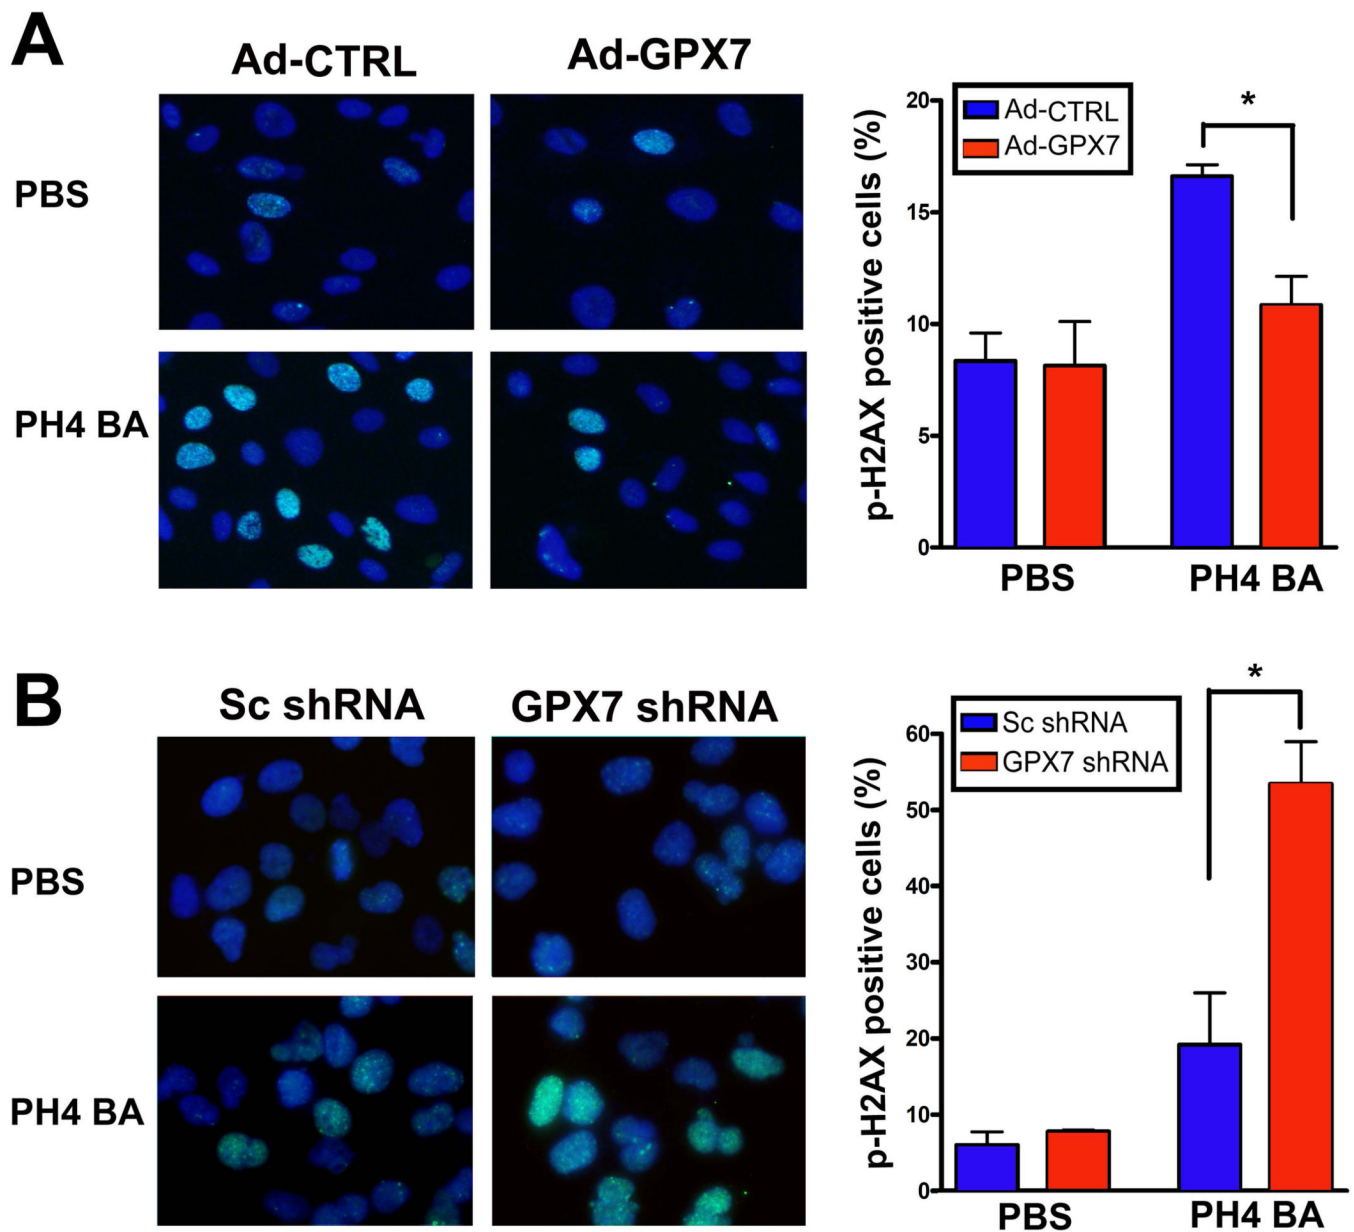 A
Ad-CTRL
Ad-GPX7
PBS
PH4 BA
p-H2AX positive cells (%)
20
15
10
5
0
Ad-CTRL
Ad-GPX7
*
PBS
PH4 BA
B
Sc shRNA
GPX7 shRNA
PBS
PH4 BA
p-H2AX positive cells (%)
60
50
40
30
20
10
0
Sc shRNA
GPX7 shRNA
*
PBS
PH4 BA